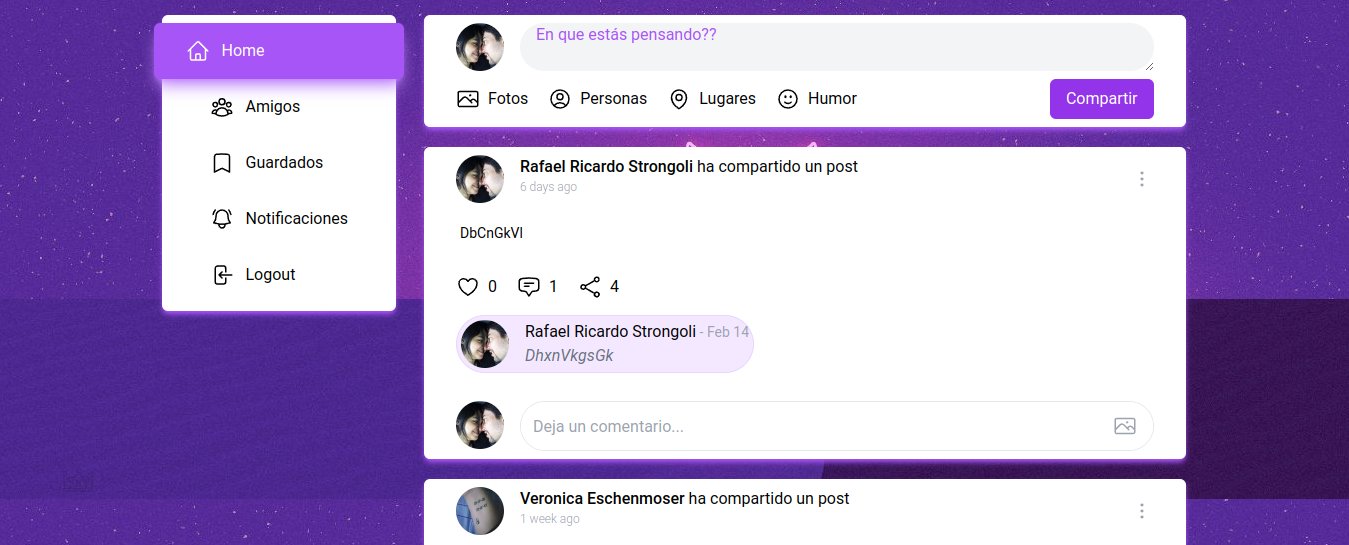 Home
Amigos
Guardados
Notificaciones
Logout
En que estás pensando??
Fotos
Personas
Lugares
Humor
Compartir
Rafael Ricardo Strongoli ha compartido un post
6 days ago
DbCnGkVl
0
1
4
Rafael Ricardo Strongoli - Feb 14
DhxnVkgsGk
Deja un comentario...
Veronica Eschenmoser ha compartido un post
1 week ago